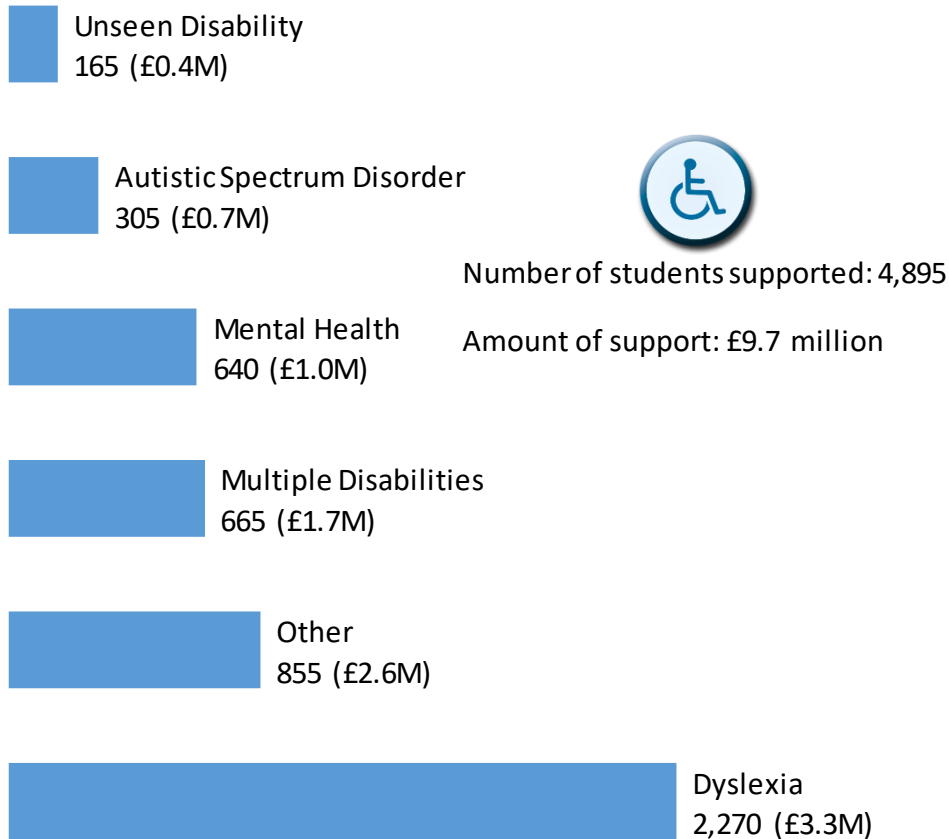 Unseen Disability
165 (£0.4M)
Autistic Spectrum Disorder
305 (£0.7M)
Number of students supported: 4,895
Mental Health
640 (£1.0M)
Amount of support: £9.7 million
Multiple Disabilities
665 (£1.7M)
Other
855 (£2.6M)
Dyslexia
2,270 (£3.3M)